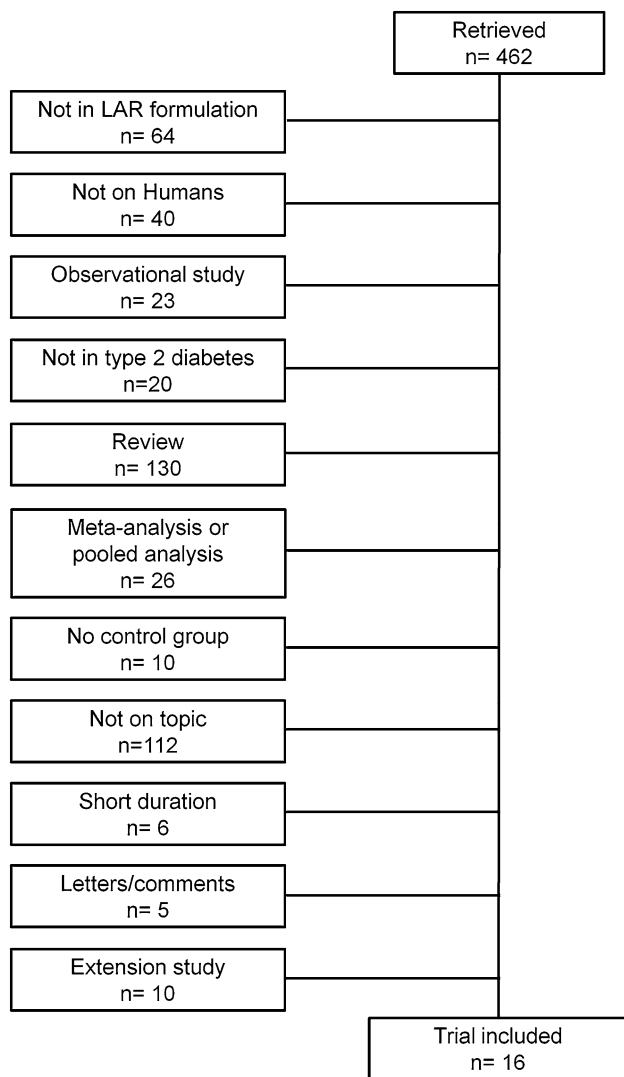 Retrieved
n= 462
Not in LAR formulation
n= 64
Not on Humans
n= 40
Observational study
n= 23
Not in type 2 diabetes
n=20
Review
n= 130
Meta-analysis or
pooled analysis
n= 26
No control group
n= 10
Not on topic
n=112
Short duration
n= 6
Letters/comments
n= 5
Extension study
n= 10
Trial included
n= 16